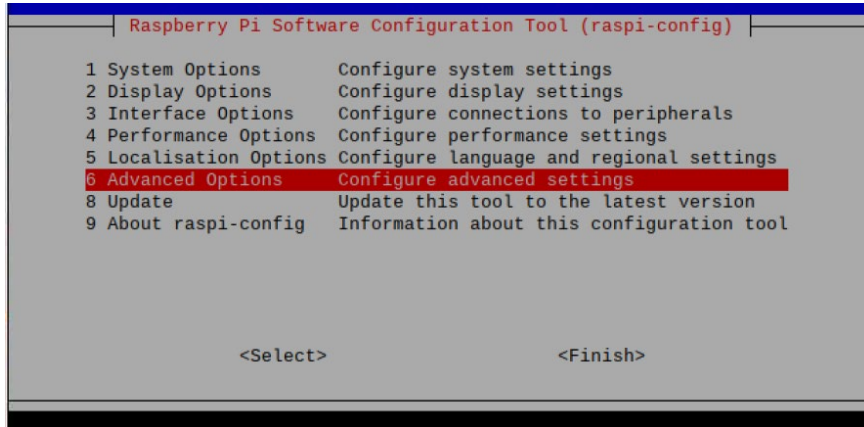 Raspberry Pi Software Configuration Tool (raspi-config)
1 System Options Configure system settings
2 Display Options Configure display settings
3 Interface Options Configure connections to peripherals
4 Performance Options Configure performance settings
5 Localisation Options Configure language and regional settings
6 Advanced Options Configure advanced settings
8 Update Update this tool to the latest version
9 About raspi-config Information about this configuration tool
<Select> <Finish>